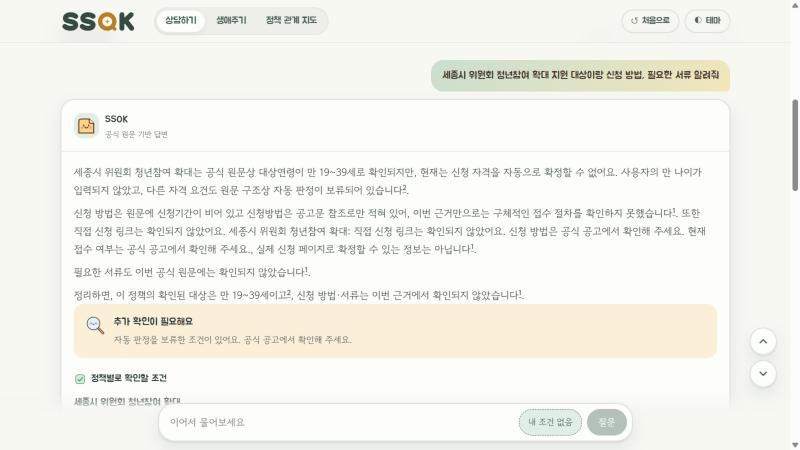 SSOK
상담하기
생애주기
정책 관계 지도
↺ 처음으로
◐ 테마
세종시 위원회 청년참여 확대 지원 대상이랑 신청 방법, 필요한 서류 알려줘
SSOK
공식 원문 기반 답변
세종시 위원회 청년참여 확대는 공식 원문상 대상연령이 만 19~39세로 확인되지만, 현재는 신청 자격을 자동으로 확정할 수 없어요. 사용자의 만 나이가
입력되지 않았고, 다른 자격 요건도 원문 구조상 자동 판정이 보류되어 있습니다2.
신청 방법은 원문에 신청기간이 비어 있고 신청방법은 공고문 참조로만 적혀 있어, 이번 근거만으로는 구체적인 접수 절차를 확인하지 못했습니다1. 또한
직접 신청 링크는 확인되지 않았어요. 세종시 위원회 청년참여 확대: 직접 신청 링크는 확인되지 않았어요. 신청 방법은 공식 공고에서 확인해 주세요. 현재
접수 여부는 공식 공고에서 확인해 주세요., 실제 신청 페이지로 확정할 수 있는 정보는 아닙니다1.
필요한 서류도 이번 공식 원문에는 확인되지 않았습니다1.
정리하면, 이 정책의 확인된 대상은 만 19~39세이고2, 신청 방법·서류는 이번 근거에서 확인되지 않았습니다1.
추가 확인이 필요해요
자동 판정을 보류한 조건이 있어요. 공식 공고에서 확인해 주세요.
정책별로 확인할 조건
세종시 위원회 청년참여 확대
이어서 물어보세요
내 조건 없음
질문